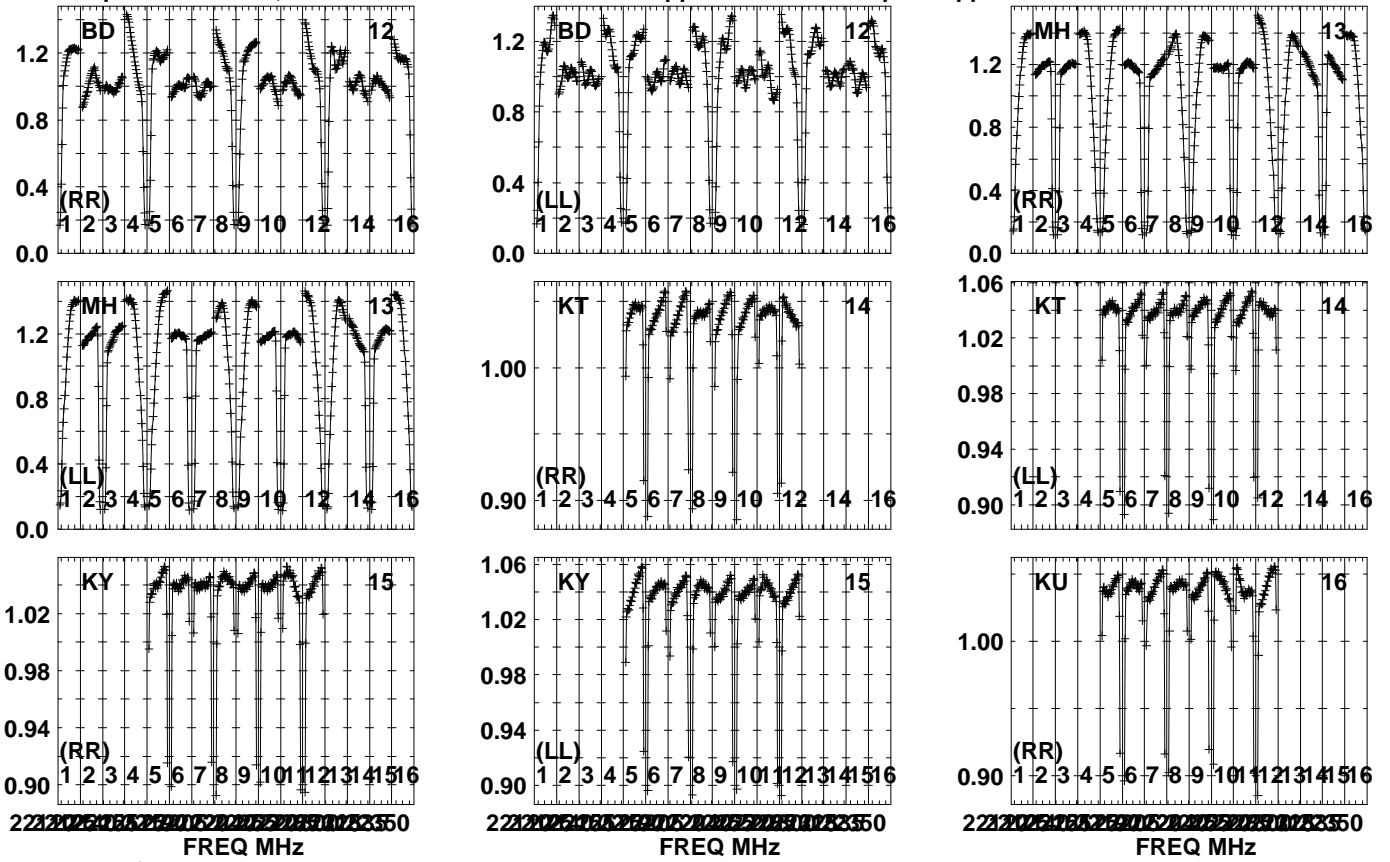 BD 12
1.2
0.8
0.4
0.0
(RR)
1 2 3 4 5 6 7 8 9 10 12 14 16
BD 12
1.2
0.8
0.4
0.0
(LL)
1 2 3 4 5 6 7 8 9 10 12 14 16
MH 13
1.2
0.8
0.4
0.0
(RR)
1 2 3 4 5 6 7 8 9 10 12 14 16
MH 13
1.2
0.8
0.4
0.0
(LL)
1 2 3 4 5 6 7 8 9 10 12 14 16
KT 14
1.00
0.90
(RR)
1 2 3 4 5 6 7 8 9 10 12 14 16
KT 14
1.06
1.02
0.98
0.94
0.90
(LL)
1 2 3 4 5 6 7 8 9 10 12 14 16
KY 15
1.02
0.98
0.94
0.90
(RR)
1 2 3 4 5 6 7 8 9 10 11 12 13 14 15 16
FREQ MHz
KY 15
1.06
1.02
0.98
0.94
0.90
(LL)
1 2 3 4 5 6 7 8 9 10 11 12 13 14 15 16
FREQ MHz
KU 16
1.00
0.90
(RR)
1 2 3 4 5 6 7 8 9 10 11 12 13 14 15 16
FREQ MHz